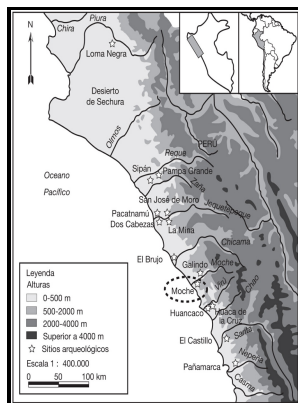 N
Chira
Piura
Loma Negra
Desierto
de Sechura
Olmos
Oceano
Pacífico
PERÚ
Reque
Sipán
Pampa Grande
Zaña
San José de Moro
Jequetepeque
Pacatnamú
Dos Cabezas
La Mina
Chicama
El Brujo
Galindo
Moche
Moche
Virú
Chao
Huancaco
Huaca de
la Cruz
Santa
El Castillo
Nepeña
Pañamarca
Casma
Leyenda
Alturas
0-500 m
500-2000 m
2000-4000 m
Superior a 4000 m
Sitios arqueológicos
Escala 1 : 400.000
0 50 100 km